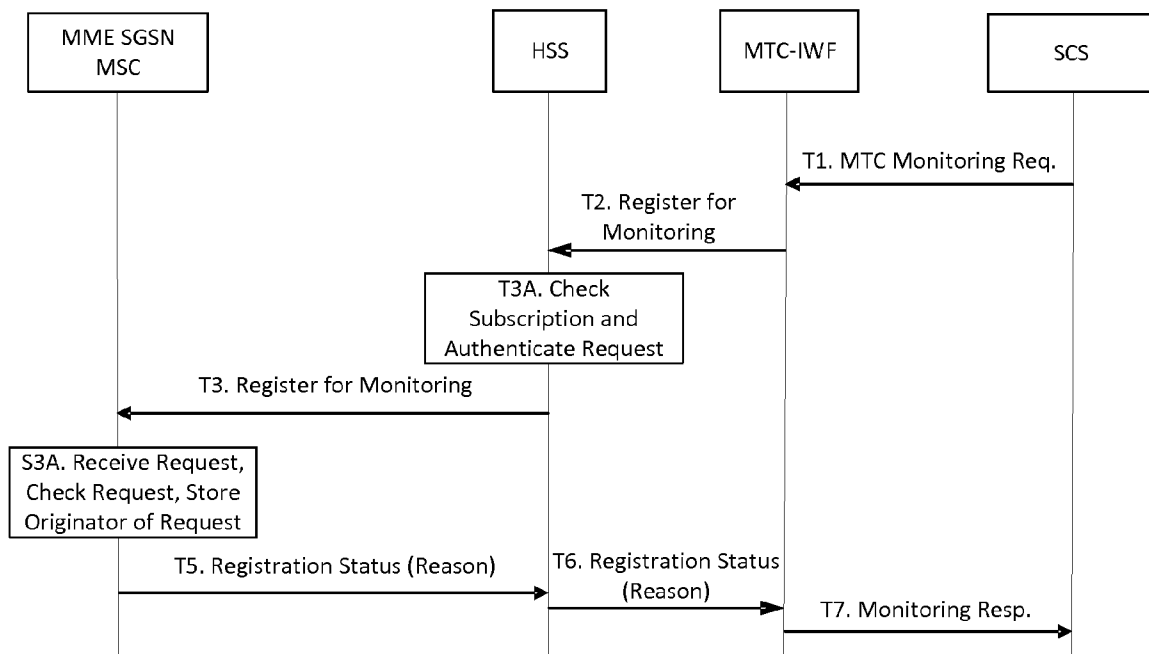 MME SGSN
MSC
HSS
MTC-IWF
SCS
T1. MTC Monitoring Req.
T2. Register for
Monitoring
T3A. Check
Subscription and
Authenticate Request
T3. Register for Monitoring
S3A. Receive Request,
Check Request, Store
Originator of Request
T5. Registration Status (Reason)
T6. Registration Status
(Reason)
T7. Monitoring Resp.